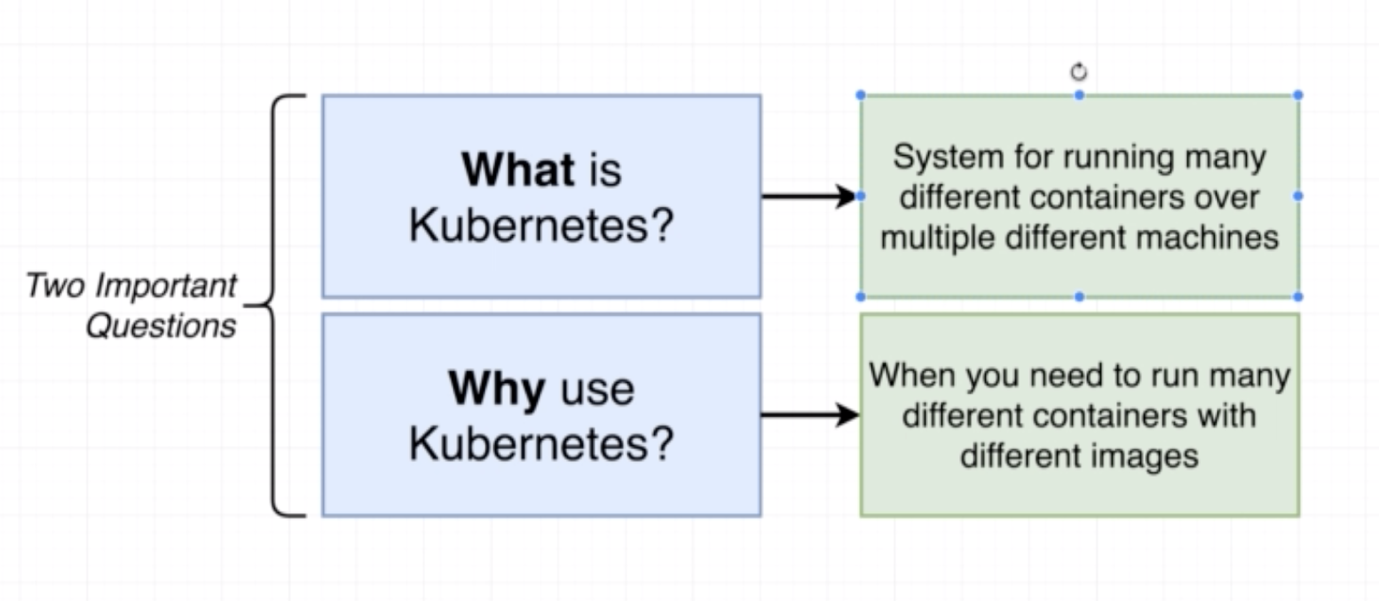 Two Important
Questions
What is
Kubernetes?
System for running many
different containers over
multiple different machines
Why use
Kubernetes?
When you need to run many
different containers with
different images